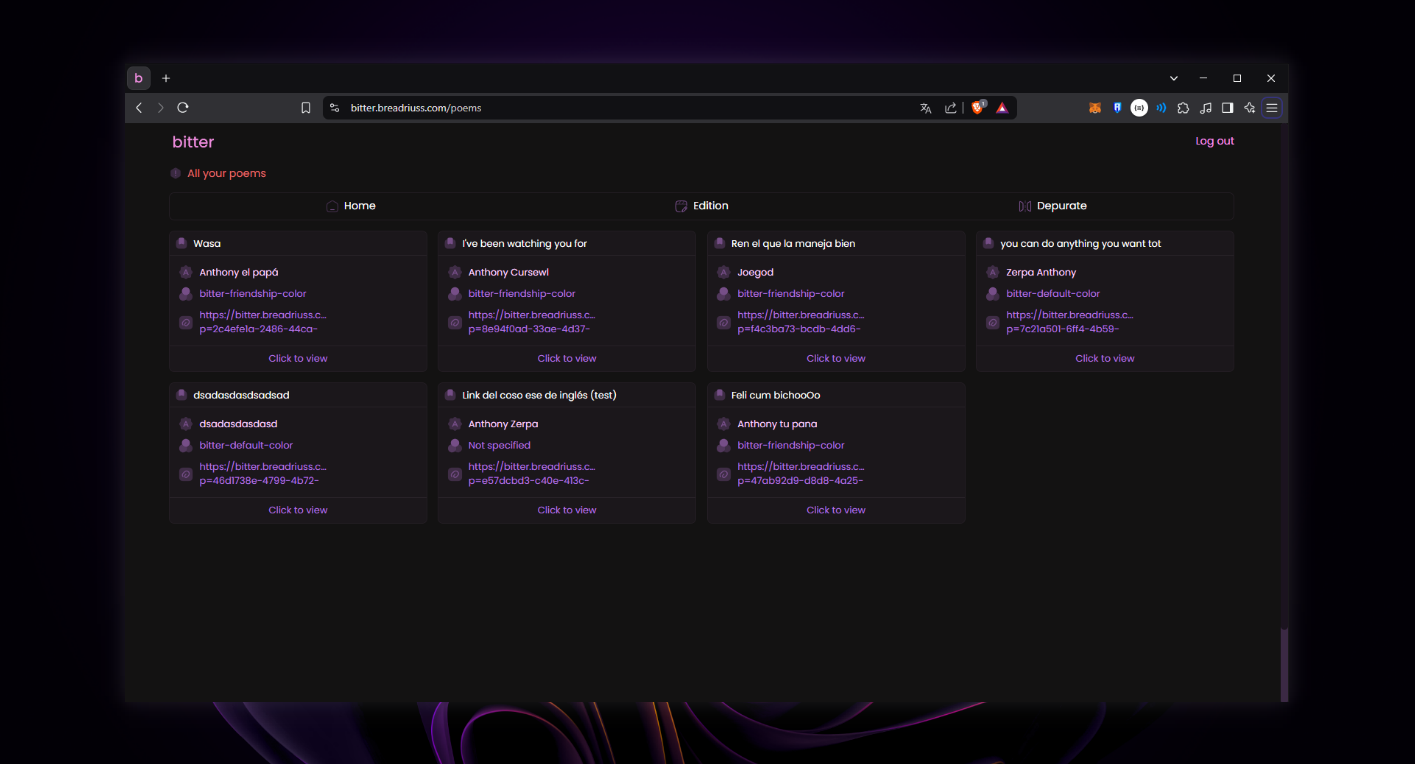 b
bitter.breadriuss.com/poems
1
bitter
Log out
All your poems
Home
Edition
Depurate
Wasa
Anthony el papá
bitter-friendship-color
https://bitter.breadriuss.c...
p=2c4efe1a-2486-44ca-
Click to view
I've been watching you for
Anthony Cursewl
bitter-friendship-color
https://bitter.breadriuss.c...
p=8e94f0ad-33ae-4d37-
Click to view
Ren el que la maneja bien
Joegod
bitter-friendship-color
https://bitter.breadriuss.c...
p=f4c3ba73-bcdb-4dd6-
Click to view
you can do anything you want tot
Zerpa Anthony
bitter-default-color
https://bitter.breadriuss.c...
p=7c21a501-6ff4-4b59-
Click to view
dsadasdasdsadsad
dsadasdasdasd
bitter-default-color
https://bitter.breadriuss.c...
p=46d1738e-4799-4b72-
Click to view
Link del coso ese de inglés (test)
Anthony Zerpa
Not specified
https://bitter.breadriuss.c...
p=e57dcbd3-c40e-413c-
Click to view
Feli cum bichooOo
Anthony tu pana
bitter-friendship-color
https://bitter.breadriuss.c...
p=47ab92d9-d8d8-4a25-
Click to view